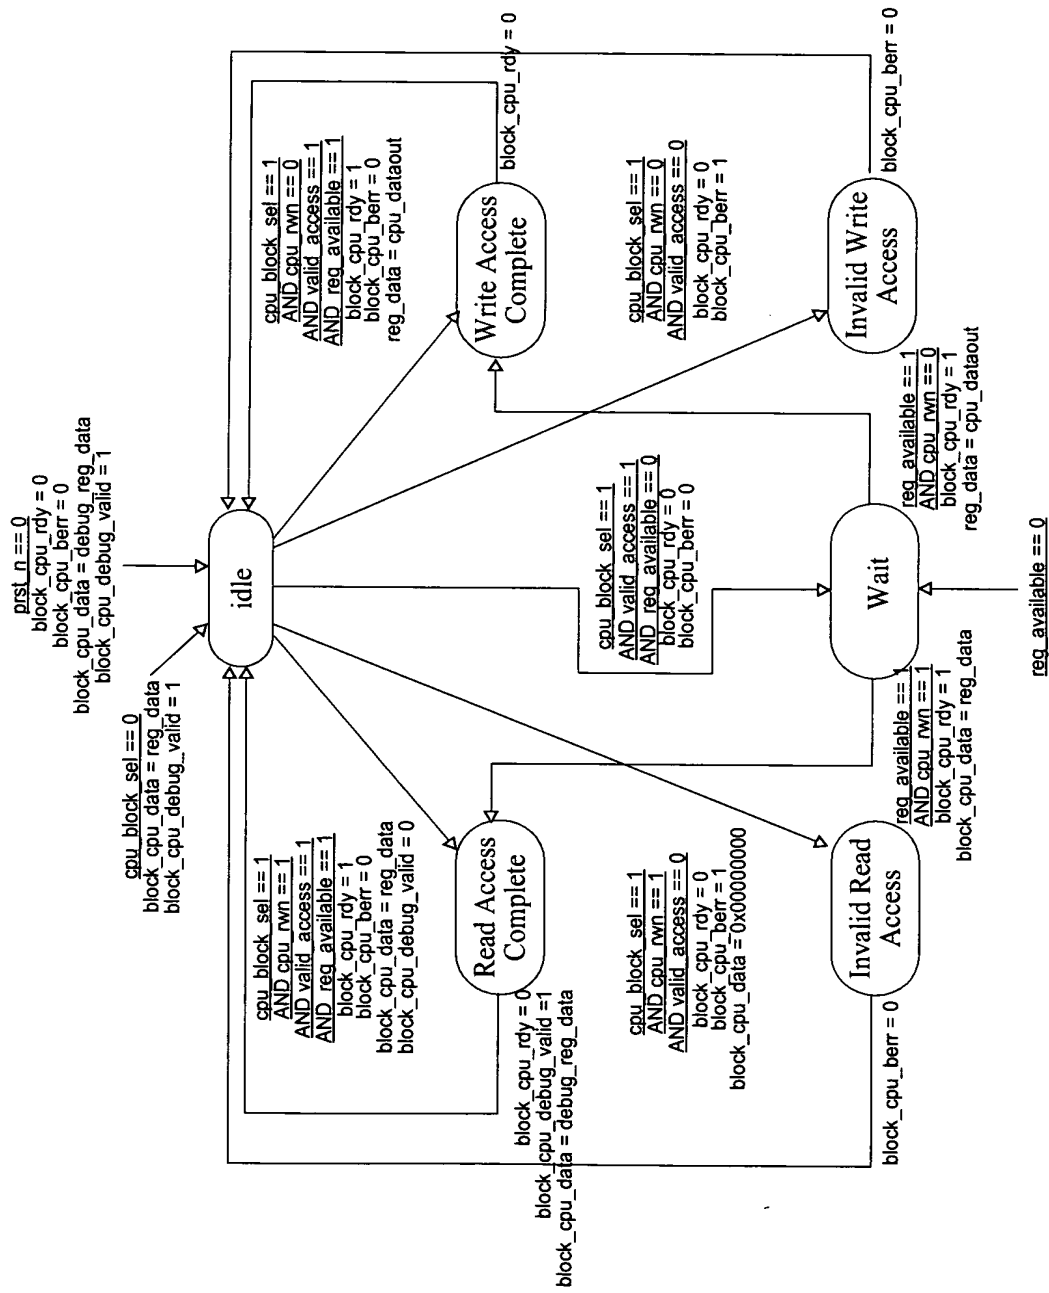 prst_n == 0
block_cpu_rdy = 0
block_cpu_berr = 0
block_cpu_data = debug_reg_data
block_cpu_debug_valid = 1
cpu_block_sel == 0
block_cpu_data = reg_data
block_cpu_debug_valid = 1
idle
cpu_block_sel == 1
AND cpu_rwn == 1
AND valid_access == 1
AND reg_available == 1
block_cpu_rdy = 1
block_cpu_berr = 0
block_cpu_data = reg_data
block_cpu_debug_valid = 0
cpu_block_sel == 1
AND cpu_rwn == 0
AND valid_access == 1
AND reg_available == 1
block_cpu_rdy = 1
block_cpu_berr = 0
reg_data = cpu_dataout
Read Access
Complete
Write Access
Complete
block_cpu_rdy = 0
block_cpu_debug_valid =1
block_cpu_data = debug_reg_data
block_cpu_rdy = 0
cpu_block_sel == 1
AND valid_access == 1
AND reg_available == 0
block_cpu_rdy = 0
block_cpu_berr = 0
cpu_block_sel == 1
AND cpu_rwn == 1
AND valid_access == 0
block_cpu_rdy = 0
block_cpu_berr = 1
block_cpu_data = 0x00000000
cpu_block_sel == 1
AND cpu_rwn == 0
AND valid_access == 0
block_cpu_rdy = 0
block_cpu_berr = 1
Invalid Read
Access
Wait
Invalid Write
Access
block_cpu_berr = 0
reg_available == 1
AND cpu_rwn == 1
block_cpu_rdy = 1
block_cpu_data = reg_data
reg_available == 1
AND cpu_rwn == 0
block_cpu_rdy = 1
reg_data = cpu_dataout
block_cpu_berr = 0
reg_available == 0